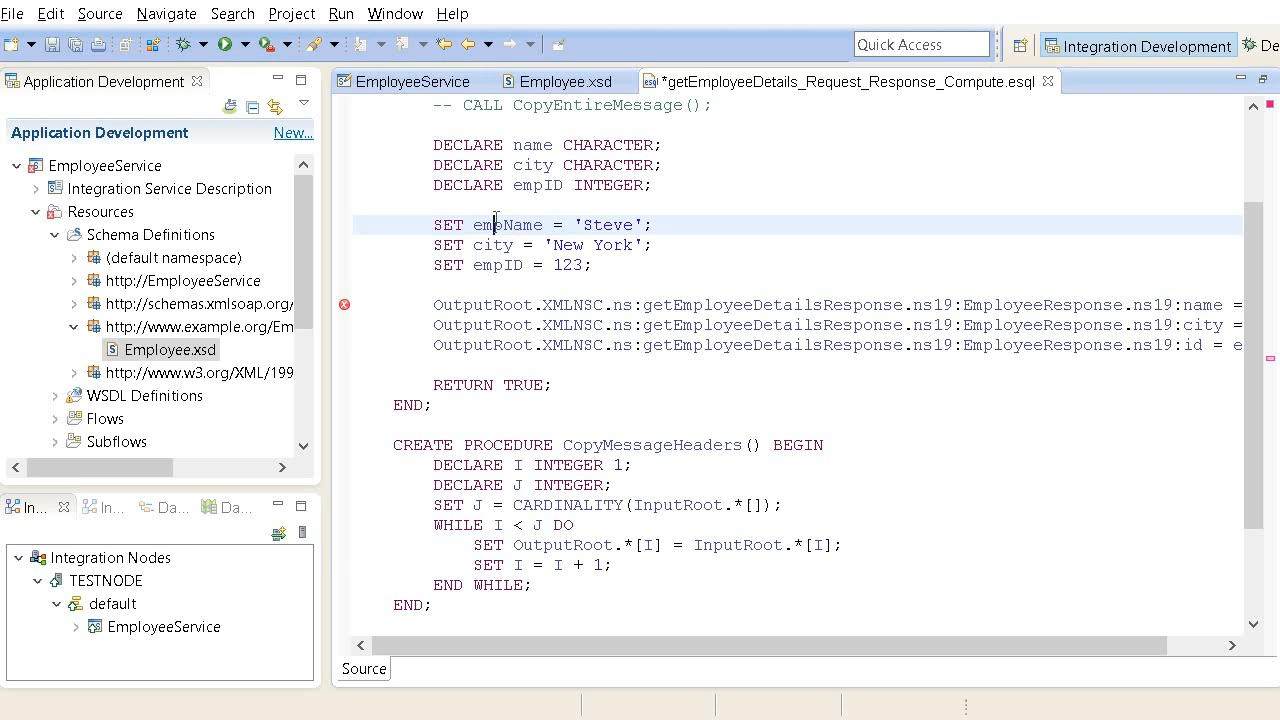 File Edit Source Navigate Search Project Run Window Help
Quick Access
Integration Development
De
Application Development
EmployeeService
Employee.xsd
*getEmployeeDetails_Request_Response_Compute.esql
Application Development
New...
EmployeeService
Integration Service Description
Resources
Schema Definitions
(default namespace)
http://EmployeeService
http://schemas.xmlsoap.org/
http://www.example.org/Em
Employee.xsd
http://www.w3.org/XML/199
WSDL Definitions
Flows
Subflows
-- CALL CopyEntireMessage();
DECLARE name CHARACTER;
DECLARE city CHARACTER;
DECLARE empID INTEGER;
SET empName = 'Steve';
SET city = 'New York';
SET empID = 123;
OutputRoot.XMLNSC.ns:getEmployeeDetailsResponse.ns19:EmployeeResponse.ns19:name =
OutputRoot.XMLNSC.ns:getEmployeeDetailsResponse.ns19:EmployeeResponse.ns19:city =
OutputRoot.XMLNSC.ns:getEmployeeDetailsResponse.ns19:EmployeeResponse.ns19:id = e
RETURN TRUE;
END;
CREATE PROCEDURE CopyMessageHeaders() BEGIN
DECLARE I INTEGER 1;
DECLARE J INTEGER;
SET J = CARDINALITY(InputRoot.*[]);
WHILE I < J DO
SET OutputRoot.*[I] = InputRoot.*[I];
SET I = I + 1;
END WHILE;
END;
Source
In... In... Da... Da...
Integration Nodes
TESTNODE
default
EmployeeService